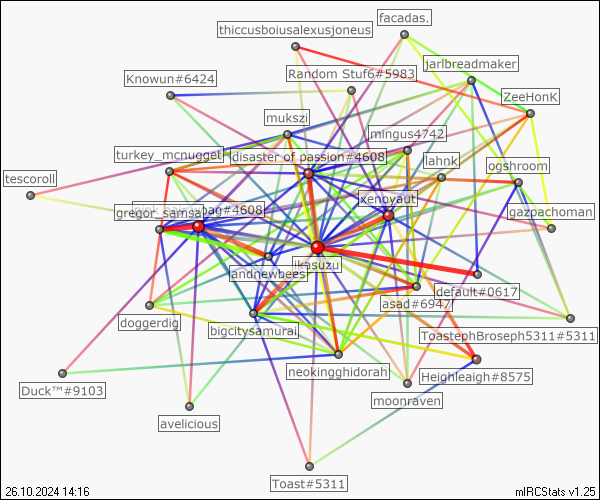 facadas.
thiccusboiusalexusjoneus
jarlbreadmaker
Random Stuf6#5983
Knowun#6424
ZeeHonK
mukszi
mingus4742
turkey_mcnugget
disaster of passion#4608
lahnk
ogshroom
tescoroll
xenovaut
gregor_samsa
bag#4608
gazpachoman
ikasuzu
andnewbees
default#0617
asad#6947
doggerdig
bigcitysamurai
ToastephBroseph5311#5311
neokingghidorah
Heighleaigh#8575
Duck™#9103
moonraven
avelicious
Toast#5311
26.10.2024 14:16
mIRCStats v1.25